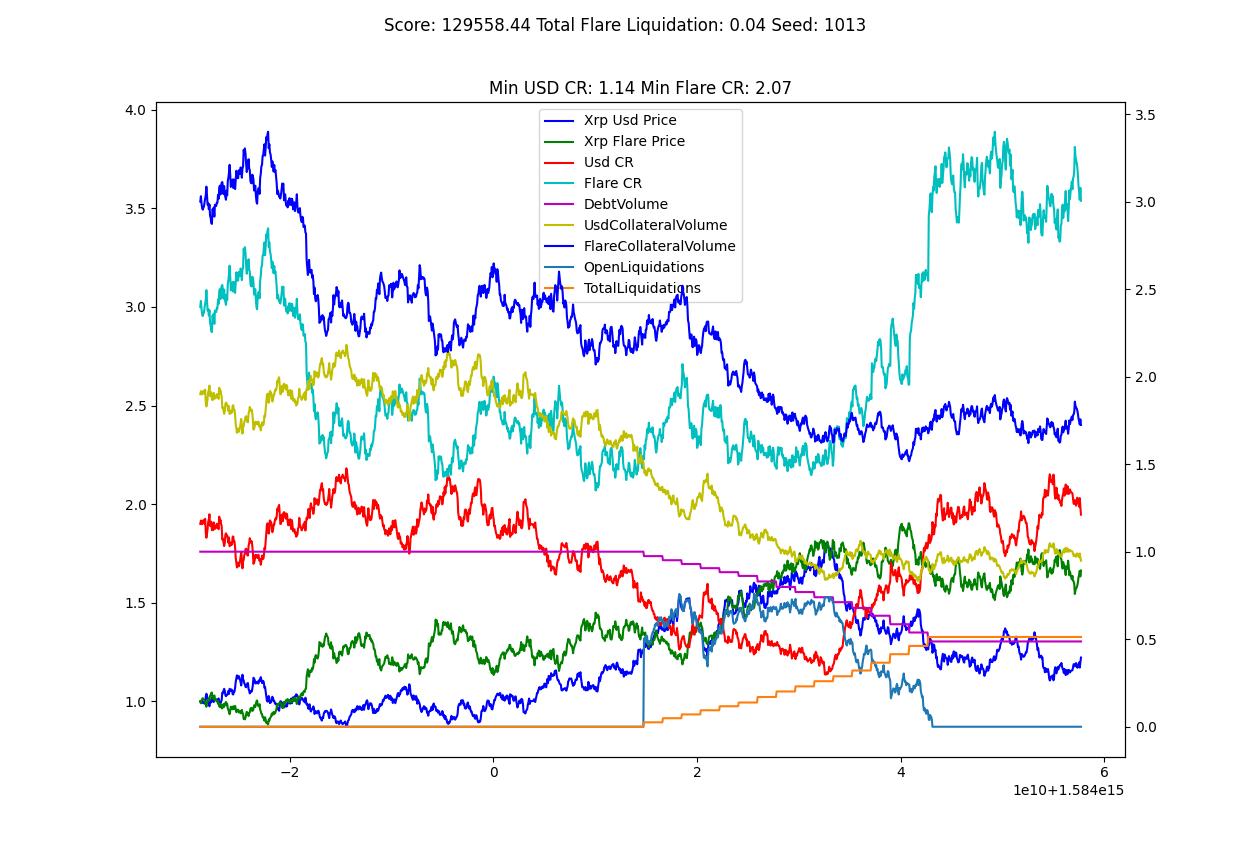 Score: 129558.44 Total Flare Liquidation: 0.04 Seed: 1013
Min USD CR: 1.14 Min Flare CR: 2.07
4.0
3.5
3.0
2.5
2.0
1.5
1.0
Xrp Usd Price
Xrp Flare Price
Usd CR
Flare CR
DebtVolume
UsdCollateralVolume
FlareCollateralVolume
OpenLiquidations
TotalLiquidations
3.5
3.0
2.5
2.0
1.5
1.0
0.5
0.0
−2 0 2 4 6
1e10+1.584e15